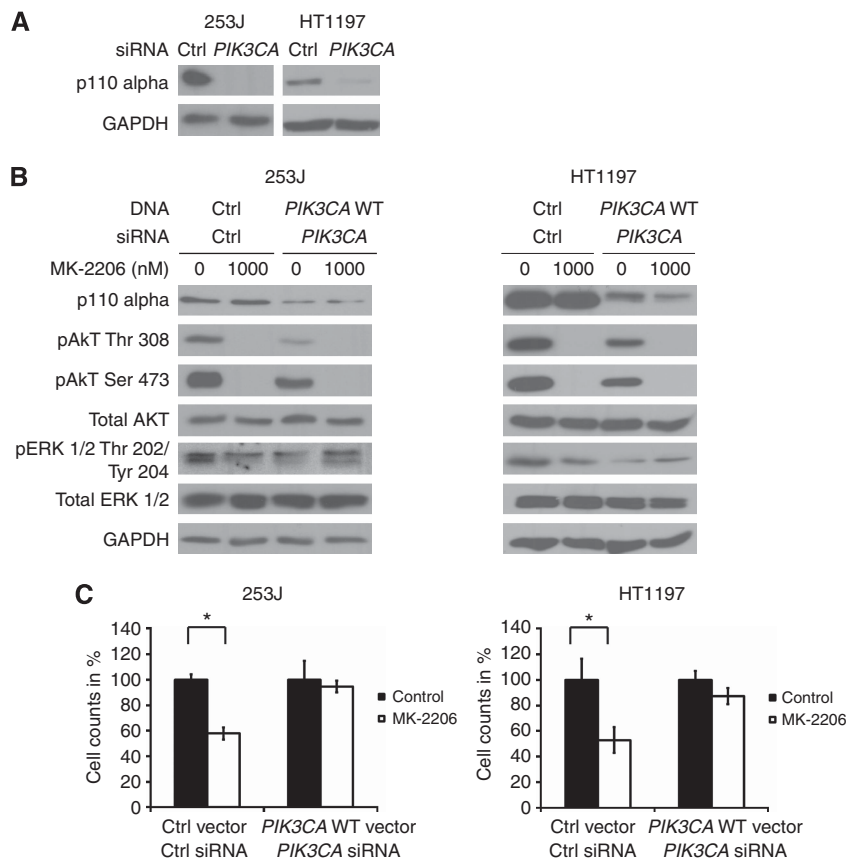 A
253J HT1197
siRNA Ctrl PIK3CA Ctrl PIK3CA
p110 alpha
GAPDH
B
253J HT1197
DNA Ctrl PIK3CA WT Ctrl PIK3CA WT
siRNA Ctrl PIK3CA Ctrl PIK3CA
MK-2206 (nM) 0 1000 0 1000 0 1000 0 1000
p110 alpha
pAkT Thr 308
pAkT Ser 473
Total AKT
pERK 1/2 Thr 202/
Tyr 204
Total ERK 1/2
GAPDH
C
253J
Cell counts in %
140
120
100
80
60
40
20
0
*
Control
MK-2206
Ctrl vector PIK3CA WT vector
Ctrl siRNA PIK3CA siRNA
HT1197
Cell counts in %
140
120
100
80
60
40
20
0
*
Control
MK-2206
Ctrl vector PIK3CA WT vector
Ctrl siRNA PIK3CA siRNA